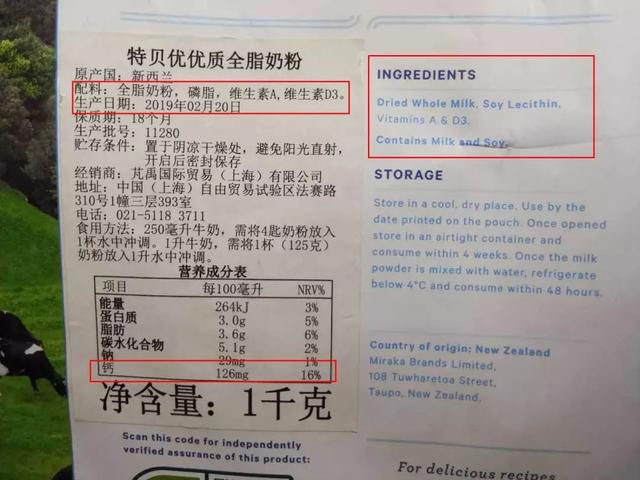 特贝优优质全脂奶粉
原产国：新西兰
配料：全脂奶粉，磷脂，维生素A,维生素D3。
生产日期：2019年02月20日
保质期：18个月
生产批号：11280
贮存条件：置于阴凉干燥处，避免阳光直射，
开启后密封保存
经销商：芃禹国际贸易（上海）有限公司
地址：中国（上海）自由贸易试验区法赛路
310号1幢三层393室
电话：021-5118 3711
食用方法：250毫升牛奶，需将4匙奶粉放入
1杯水中冲调。1升牛奶，需将1杯（125克）
奶粉放入1升水中冲调。
营养成分表
项目 每100毫升 NRV%
能量 264kJ 3%
蛋白质 3.0g 5%
脂肪 3.6g 6%
碳水化合物 5.1g 2%
钠 29mg 1%
钙 126mg 16%
净含量：1千克
Scan this code for independently
verified assurance of this product:
INGREDIENTS
Dried Whole Milk, Soy Lecithin,
Vitamins A & D3.
Contains Milk and Soy.
STORAGE
Store in a cool, dry place. Use by the
date printed on the pouch. Once opened
store in an airtight container and
consume within 4 weeks. Once the milk
powder is mixed with water, refrigerate
below 4°C and consume within 48 hours.
Country of origin: New Zealand
Miraka Brands Limited,
108 Tuwharetoa Street,
Taupo, New Zealand.
For delicious recipes